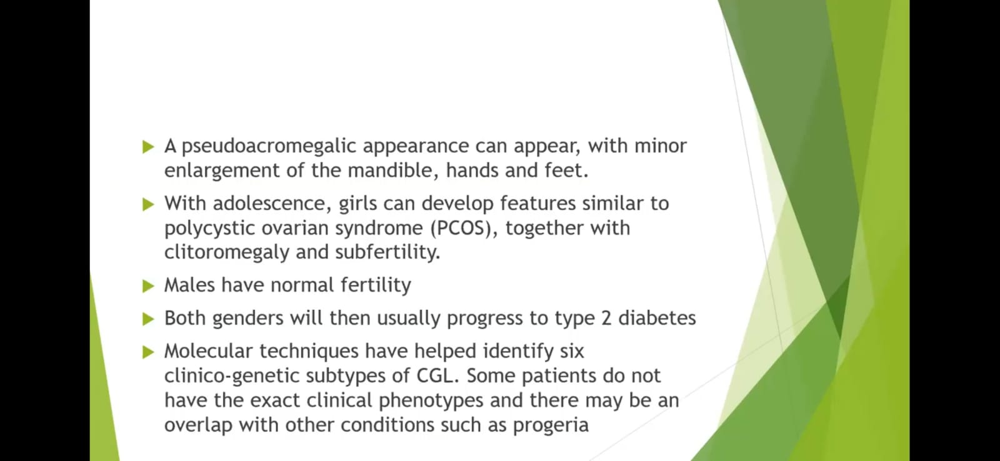 A pseudoacromegalic appearance can appear, with minor
enlargement of the mandible, hands and feet.
With adolescence, girls can develop features similar to
polycystic ovarian syndrome (PCOS), together with
clitoromegaly and subfertility.
Males have normal fertility
Both genders will then usually progress to type 2 diabetes
Molecular techniques have helped identify six
clinico-genetic subtypes of CGL. Some patients do not
have the exact clinical phenotypes and there may be an
overlap with other conditions such as progeria